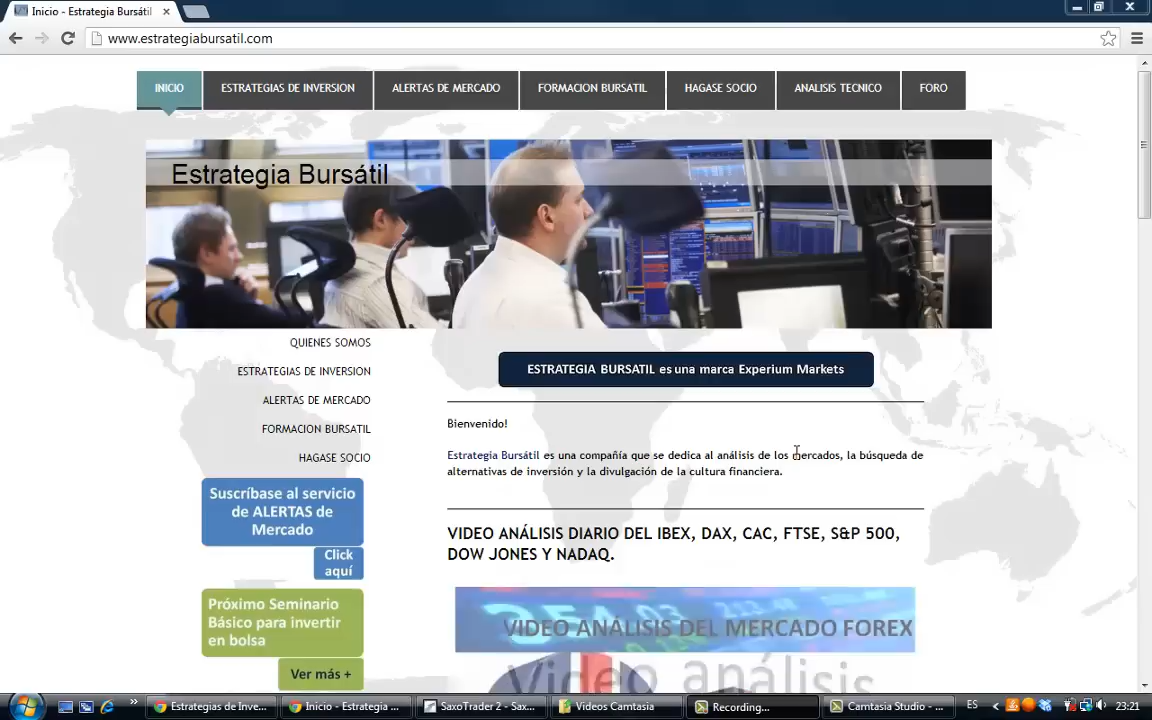 Inicio - Estrategia Bursátil
www.estrategiabursatil.com
INICIO
ESTRATEGIAS DE INVERSION
ALERTAS DE MERCADO
FORMACION BURSATIL
HAGASE SOCIO
ANALISIS TECNICO
FORO
Estrategia Bursátil
QUIENES SOMOS
ESTRATEGIAS DE INVERSION
ALERTAS DE MERCADO
FORMACION BURSATIL
HAGASE SOCIO
Suscríbase al servicio
de ALERTAS de
Mercado
Click
aquí
Próximo Seminario
Básico para invertir
en bolsa
Ver más +
ESTRATEGIA BURSATIL es una marca Experium Markets
Bienvenido!
Estrategia Bursátil es una compañía que se dedica al análisis de los mercados, la búsqueda de
alternativas de inversión y la divulgación de la cultura financiera.
VIDEO ANÁLISIS DIARIO DEL IBEX, DAX, CAC, FTSE, S&P 500,
DOW JONES Y NADAQ.
VIDEO ANÁLISIS DEL MERCADO FOREX
Video análisis
Estrategias de Inve...
Inicio - Estrategia ...
SaxoTrader 2 - Sax...
Videos Camtasia
Recording...
Camtasia Studio - ...
ES
23:21